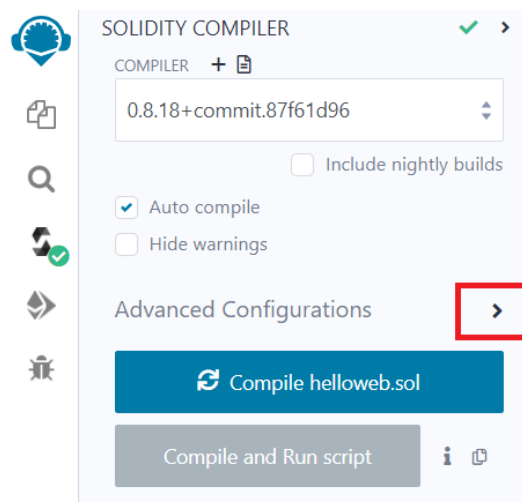 SOLIDITY COMPILER
COMPILER
0.8.18+commit.87f61d96
Include nightly builds
Auto compile
Hide warnings
Advanced Configurations
Compile helloweb.sol
Compile and Run script